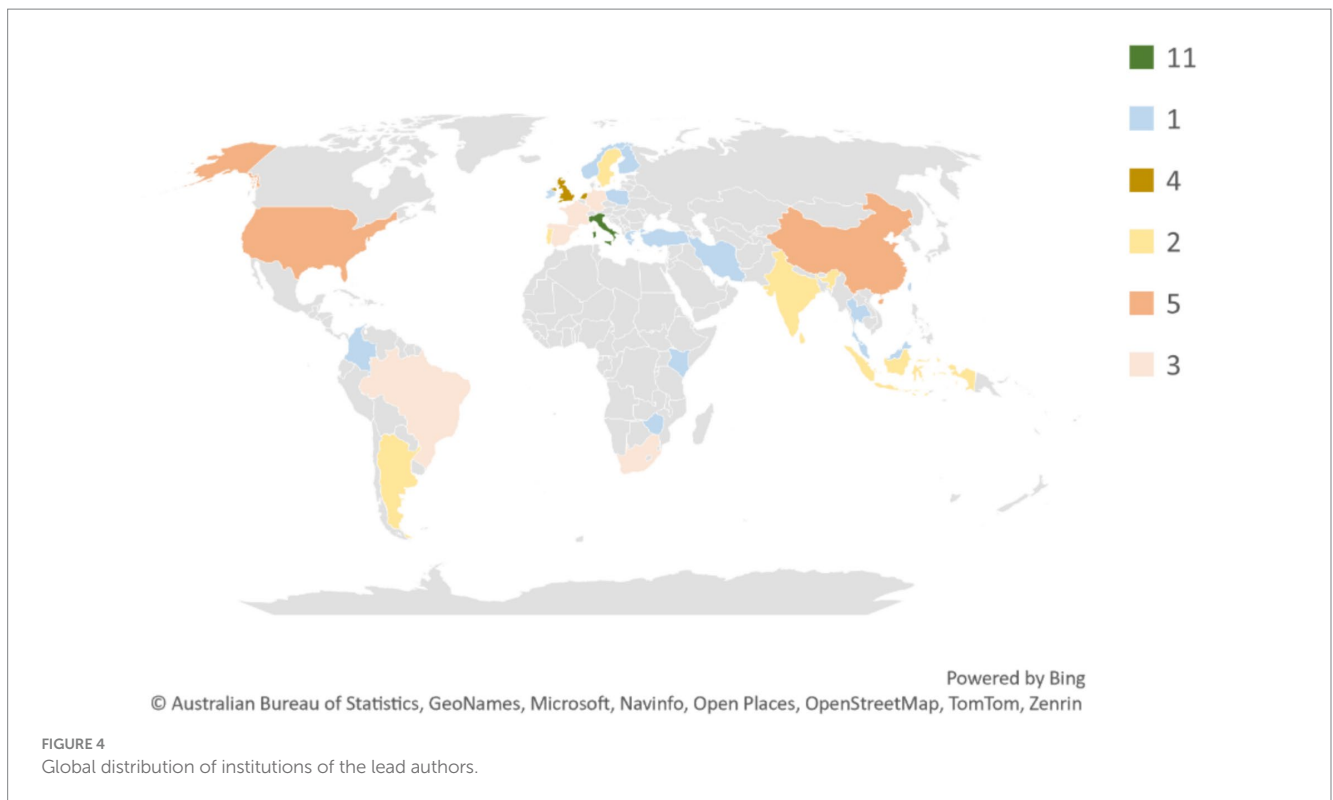 11
1
4
2
5
3
Powered by Bing
© Australian Bureau of Statistics, GeoNames, Microsoft, Navinfo, Open Places, OpenStreetMap, TomTom, Zenrin
FIGURE 4
Global distribution of institutions of the lead authors.